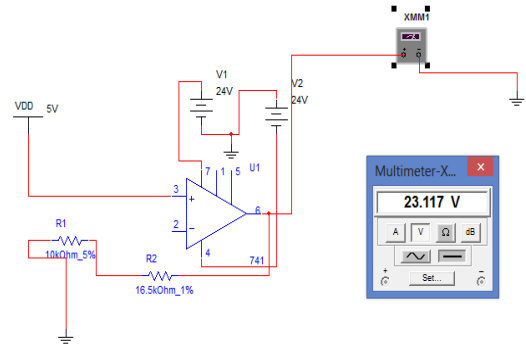 XMM1
V1
24V
V2
24V
VDD
5V
U1
7
1
5
3
2
6
4
741
R1
10kOhm_5%
R2
16.5kOhm_1%
Multimeter-X...
23.117 V
A
V
Ω
dB
+
Set...
-